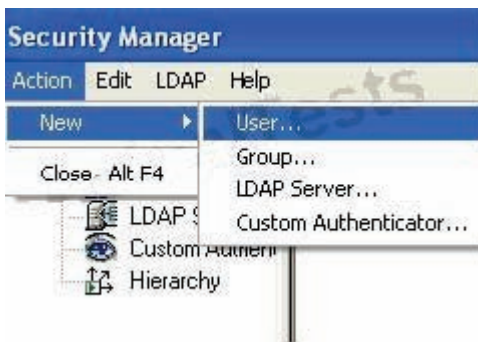 Security Manager
Action Edit LDAP Help
New
User...
Close - Alt F4
Group...
LDAP Server...
Custom Authenticator...
LDAP
Custom
Hierarchy